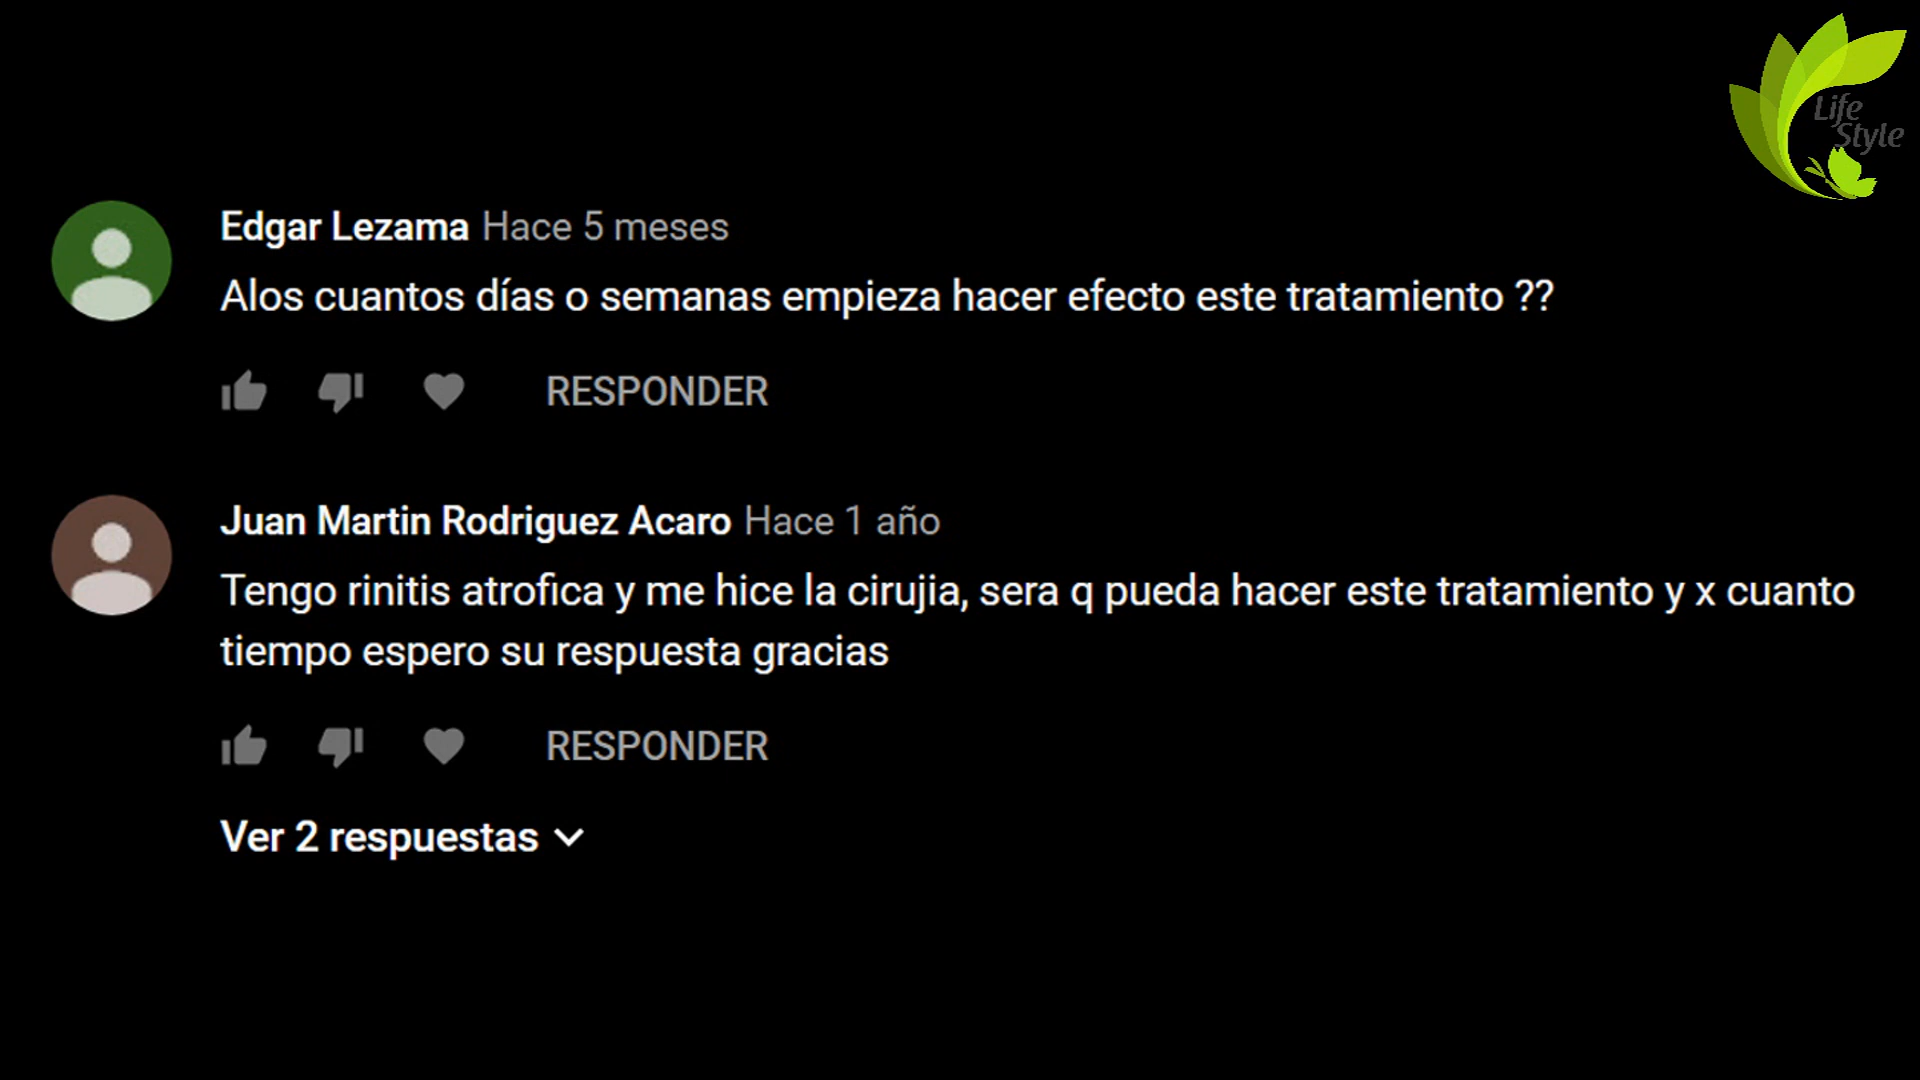 Life
Style
Edgar Lezama Hace 5 meses
Alos cuantos días o semanas empieza hacer efecto este tratamiento ??
RESPONDER
Juan Martin Rodriguez Acaro Hace 1 año
Tengo rinitis atrofica y me hice la cirujia, sera q pueda hacer este tratamiento y x cuanto
tiempo espero su respuesta gracias
RESPONDER
Ver 2 respuestas